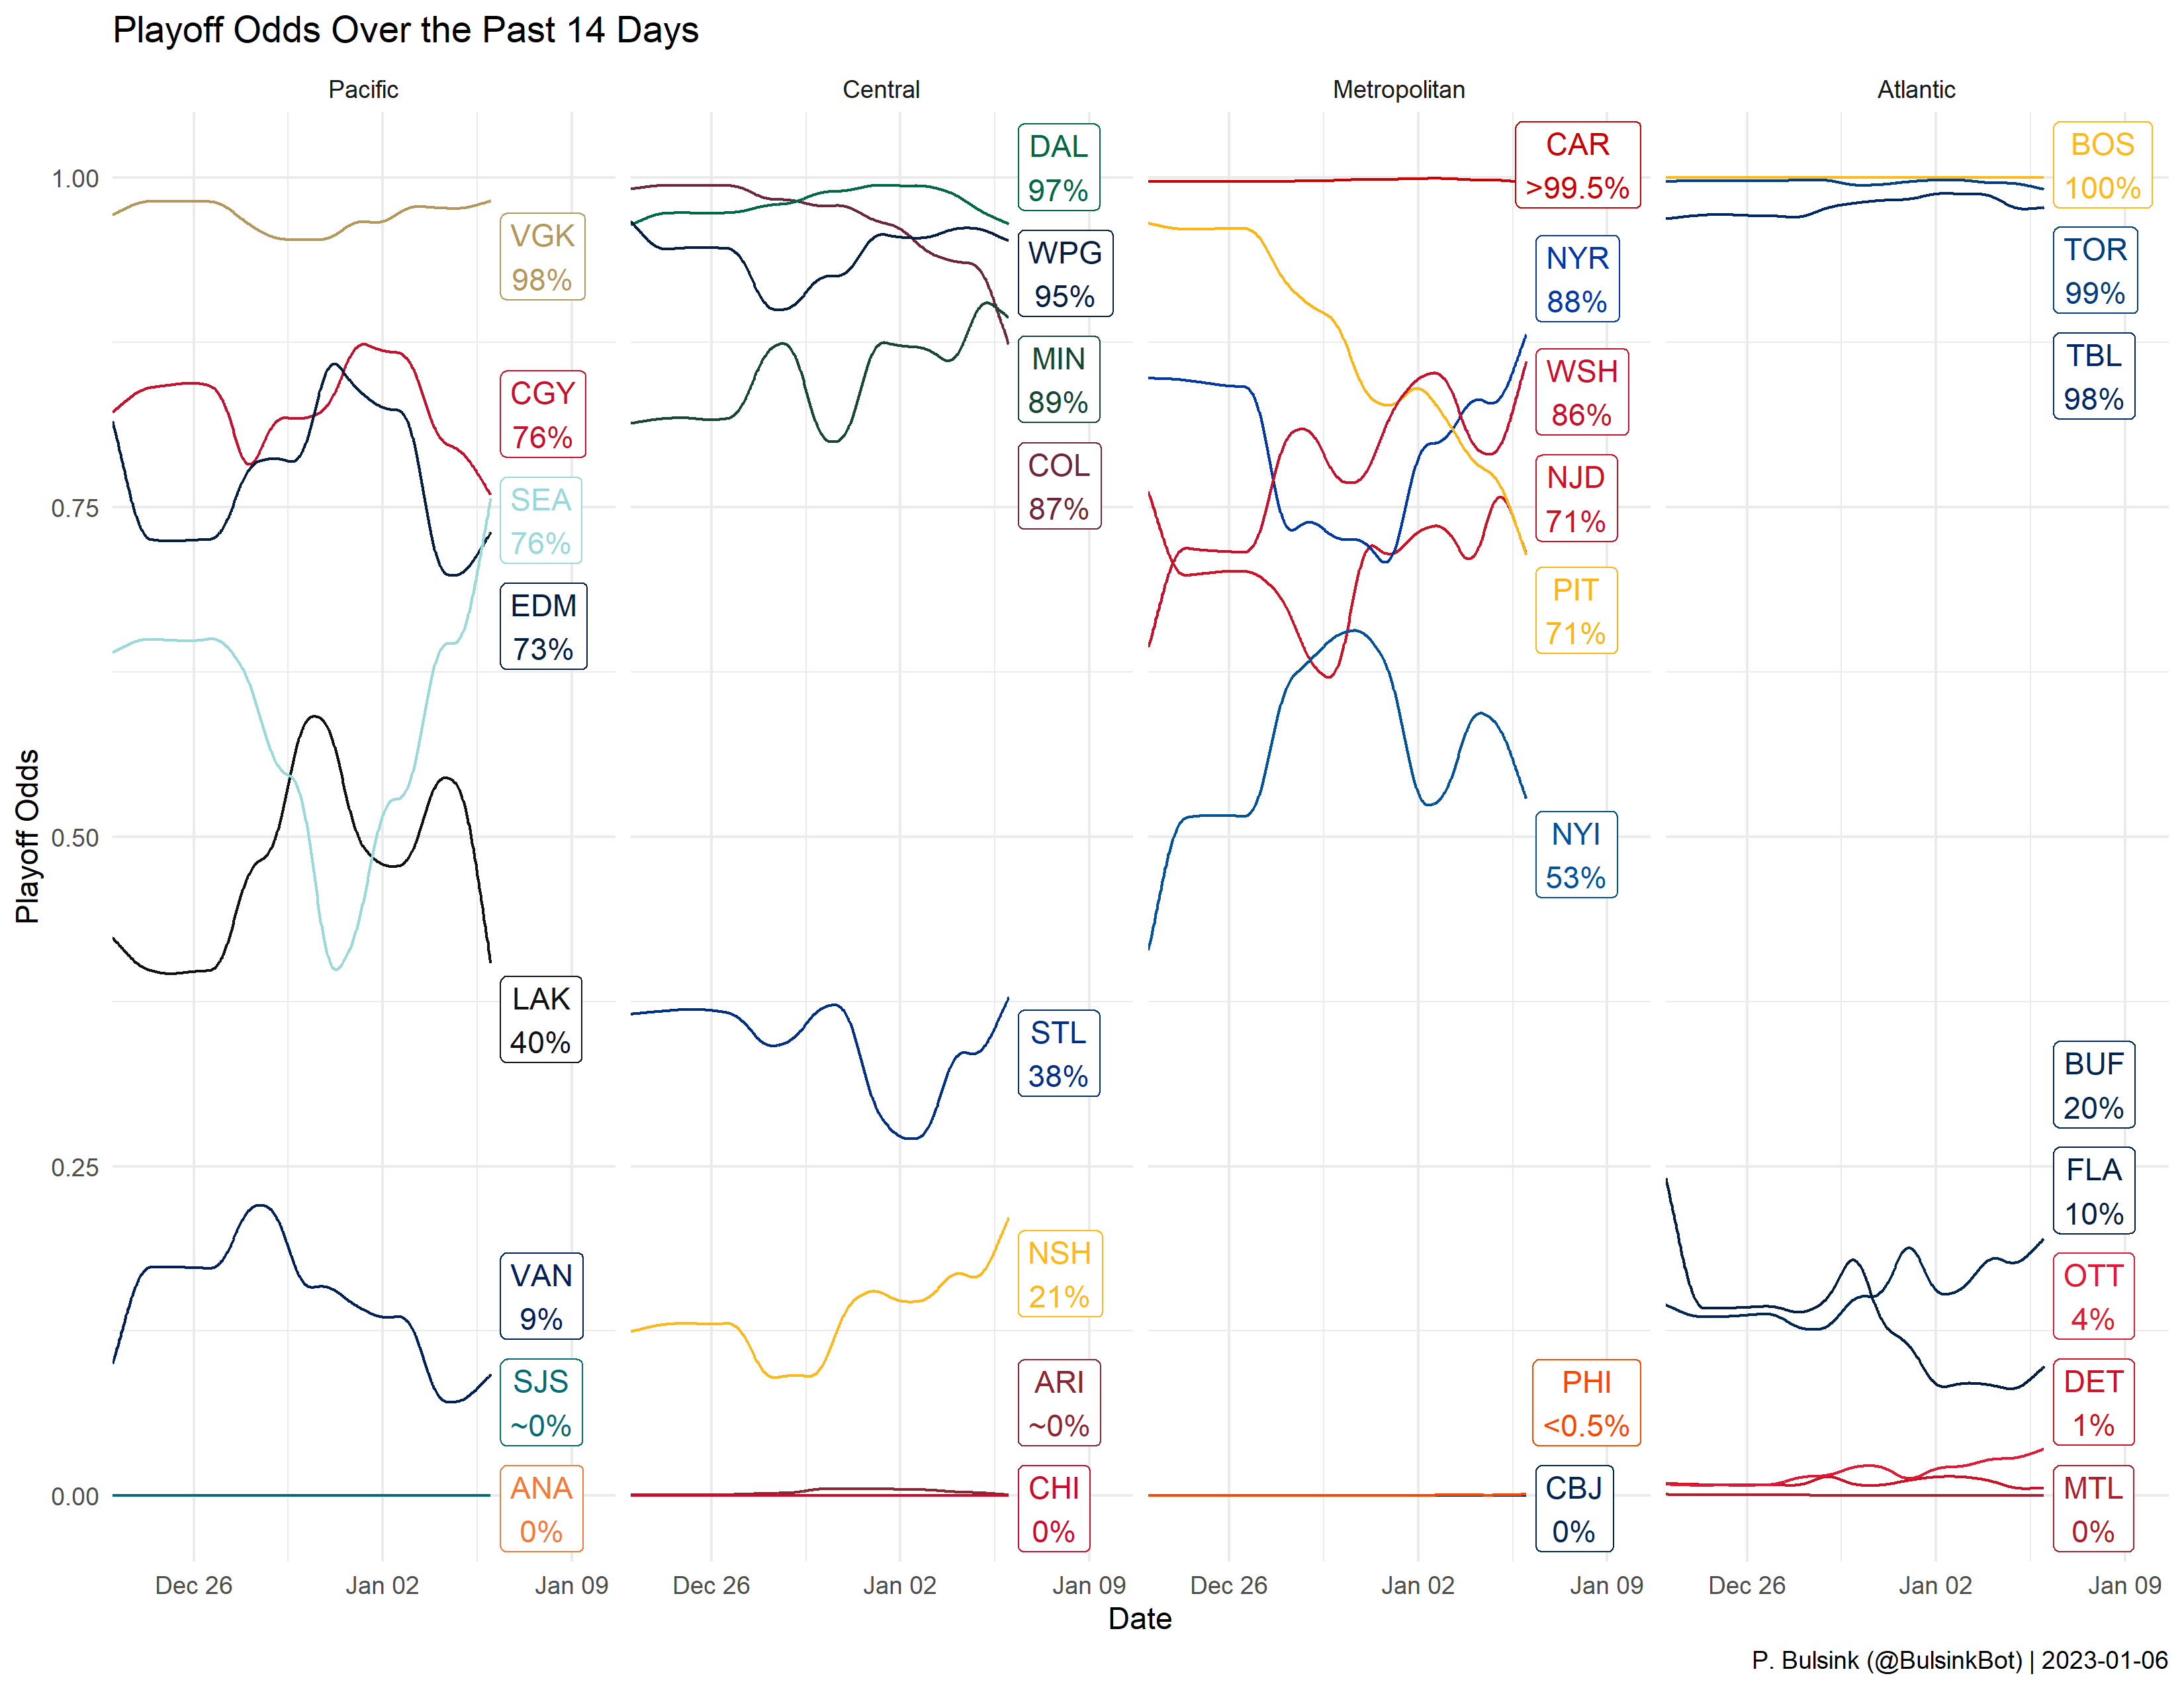 Playoff Odds Over the Past 14 Days
Pacific
Central
Metropolitan
Atlantic
Playoff Odds
1.00
0.75
0.50
0.25
0.00
VGK
98%
CGY
76%
SEA
76%
EDM
73%
LAK
40%
VAN
9%
SJS
~0%
ANA
0%
DAL
97%
WPG
95%
MIN
89%
COL
87%
STL
38%
NSH
21%
ARI
~0%
CHI
0%
CAR
>99.5%
NYR
88%
WSH
86%
NJD
71%
PIT
71%
NYI
53%
PHI
<0.5%
CBJ
0%
BOS
100%
TOR
99%
TBL
98%
BUF
20%
FLA
10%
OTT
4%
DET
1%
MTL
0%
Dec 26 Jan 02 Jan 09
Dec 26 Jan 02 Jan 09
Dec 26 Jan 02 Jan 09
Dec 26 Jan 02 Jan 09
Date
P. Bulsink (@BulsinkBot) | 2023-01-06